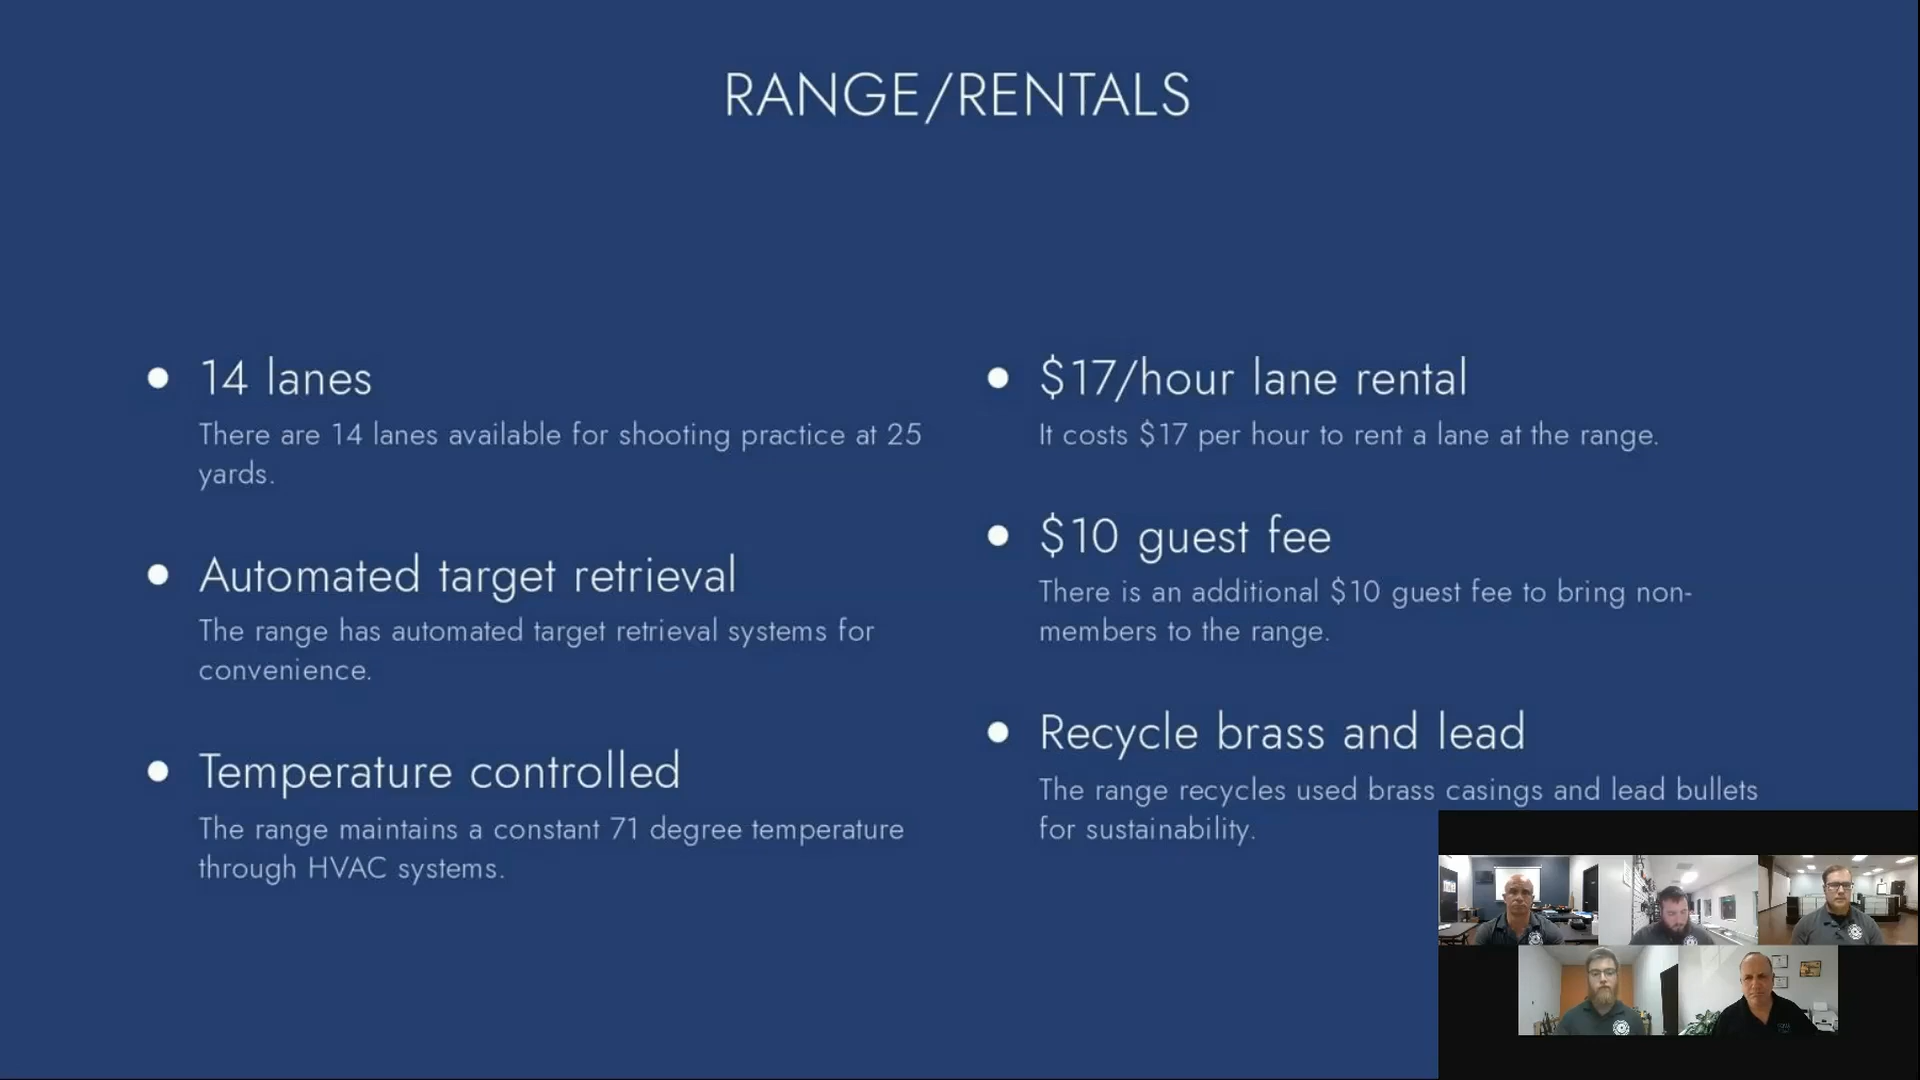 RANGE/RENTALS
14 lanes
There are 14 lanes available for shooting practice at 25
yards.
Automated target retrieval
The range has automated target retrieval systems for
convenience.
Temperature controlled
The range maintains a constant 71 degree temperature
through HVAC systems.
$17/hour lane rental
It costs $17 per hour to rent a lane at the range.
$10 guest fee
There is an additional $10 guest fee to bring non-
members to the range.
Recycle brass and lead
The range recycles used brass casings and lead bullets
for sustainability.